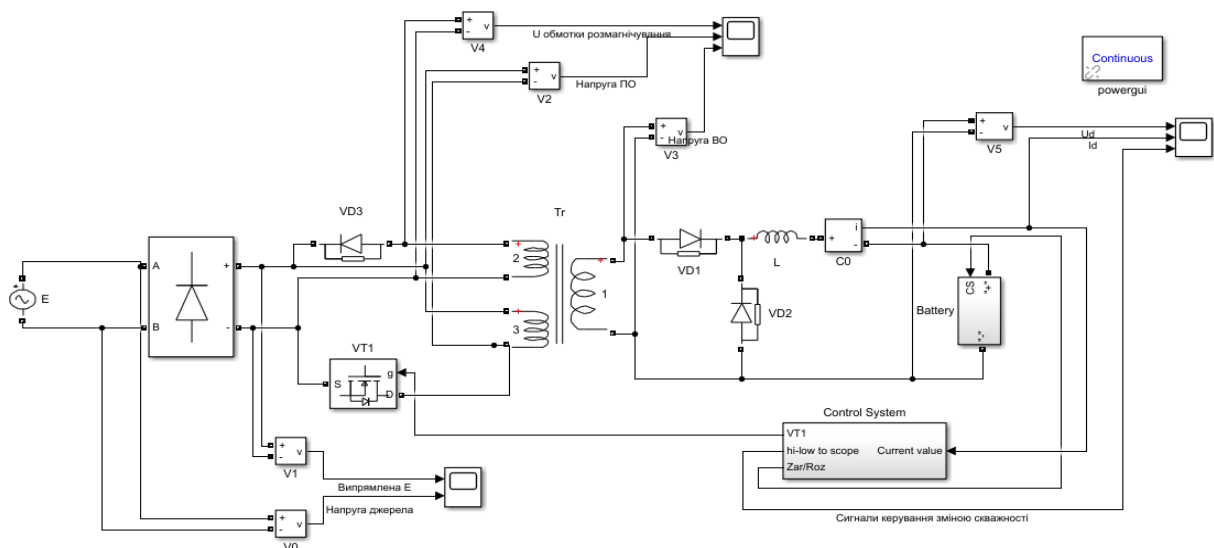 V4
U обмотки розмагнічування
V2
Напруга ПО
Continuous
powergui
V3
Напруга ВО
V5
Ud
Id
VD3
Tr
E
A
B
+
-
2
3
1
VD1
L
C0
i
VD2
Battery
CS
VT1
g
S
D
Control System
VT1
hi-low to scope
Current value
Zar/Roz
V1
Випрямлена Е
Напруга джерела
V0
Сигнали керування зміною скважності